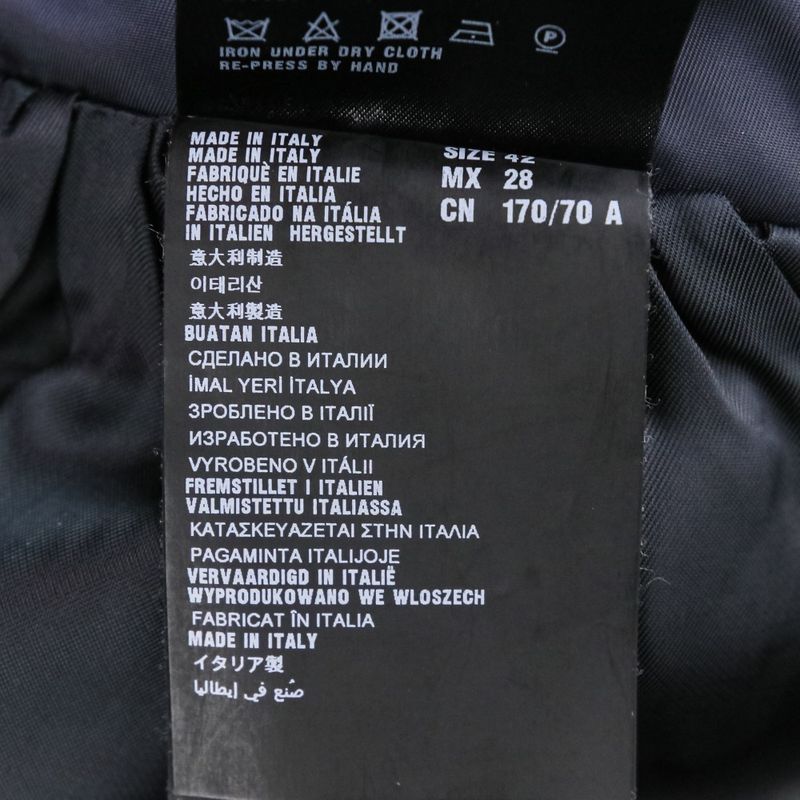 IRON UNDER DRY CLOTH
RE-PRESS BY HAND
P
MADE IN ITALY
MADE IN ITALY
FABRIQUÈ EN ITALIE
HECHO EN ITALIA
FABRICADO NA ITÁLIA
IN ITALIEN HERGESTELLT
意大利制造
이테리산
意大利製造
BUATAN ITALIA
СДЕЛАНО В ИТАЛИИ
İMAL YERİ İTALYA
ЗРОБЛЕНО В ІТАЛІЇ
ИЗРАБОТЕНО В ИТАЛИЯ
VYROBENO V ITÁLII
FREMSTILLET I ITALIEN
VALMISTETTU ITALIASSA
ΚΑΤΑΣΚΕΥΑΖΕΤΑΙ ΣΤΗΝ ΙΤΑΛΙΑ
PAGAMINTA ITALIJOJE
VERVAARDIGD IN ITALIË
WYPRODUKOWANO WE WLOSZECH
FABRICAT ÎN ITALIA
MADE IN ITALY
イタリア製
صُنع في إيطاليا
SIZE 42
MX 28
CN 170/70 A